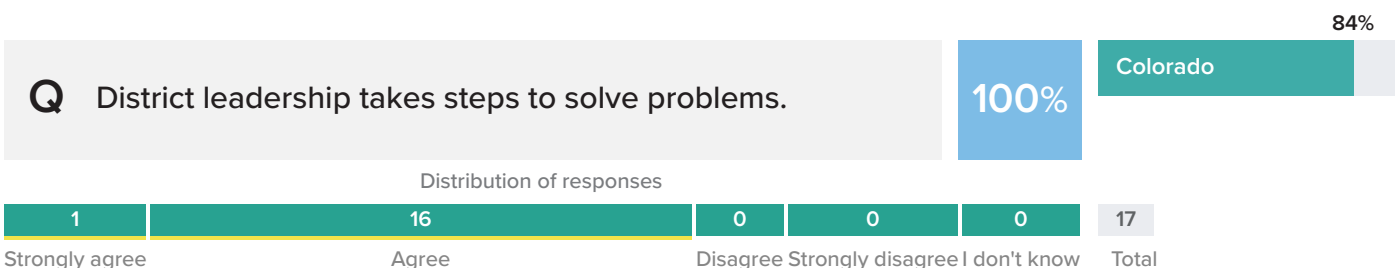 84%
Q District leadership takes steps to solve problems.
100%
Colorado
Distribution of responses
1 16 0 0 0 17
Strongly agree Agree Disagree Strongly disagree I don't know Total